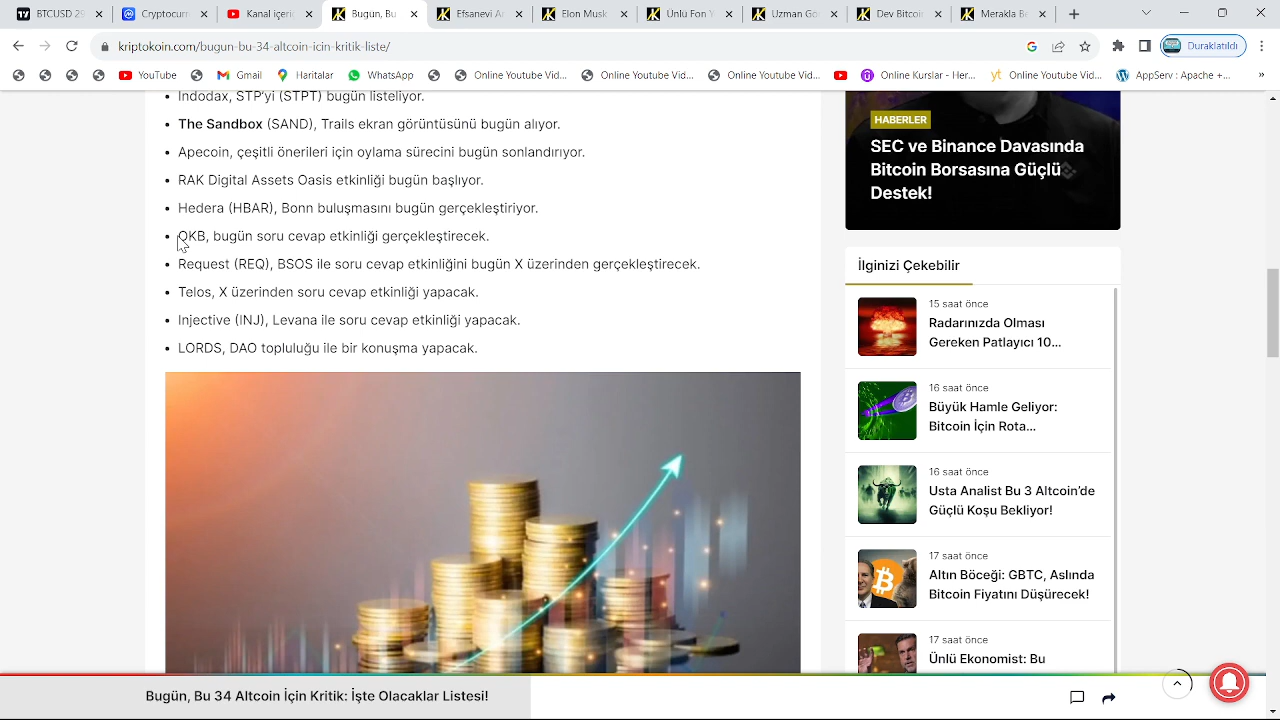 BTCUSD 29
Cryptocurr
Kanal içeri
Bugün, Bu
Efsanevi A
Elon Musk
Ünlü Fon Y
Uzman Gö
Dev Bitcoin
Merakla Be
kriptokoin.com/bugun-bu-34-altcoin-icin-kritik-liste/
Duraklatıldı
YouTube
Gmail
Haritalar
WhatsApp
Online Youtube Vid...
Online Youtube Vid...
Online Youtube Vid...
Online Kurslar - Her...
Online Youtube Vid...
AppServ : Apache +...
STP'yi (STPT) bugün listeliyor.
(SAND), Trails ekran görüntüsünü bugün alıyor.
çeşitli öneriler için oylama sürecini bugün sonlandırıyor.
RAK Digital Assets Oasis etkinliği bugün başlıyor.
Hedera (HBAR), Bonn buluşmasını bugün gerçekleştiriyor.
OKB, bugün soru cevap etkinliği gerçekleştirecek.
Request (REQ), BSOS ile soru cevap etkinliğini bugün X üzerinden gerçekleştirecek.
Telos, X üzerinden soru cevap etkinliği yapacak.
(INJ), Levana ile soru cevap etkinliği yapacak.
DAO topluluğu ile bir konuşma yapacak.
HABERLER
SEC ve Binance Davasında
Bitcoin Borsasına Güçlü
Destek!
İlginizi Çekebilir
15 saat önce
Radarınızda Olması
Gereken Patlayıcı 10...
16 saat önce
Büyük Hamle Geliyor:
Bitcoin İçin Rota...
16 saat önce
Usta Analist Bu 3 Altcoin'de
Güçlü Koşu Bekliyor!
17 saat önce
Altın Böceği: GBTC, Aslında
Bitcoin Fiyatını Düşürecek!
17 saat önce
Ünlü Ekonomist: Bu
Bugün, Bu 34 Altcoin İçin Kritik: İşte Olacaklar Listesi!